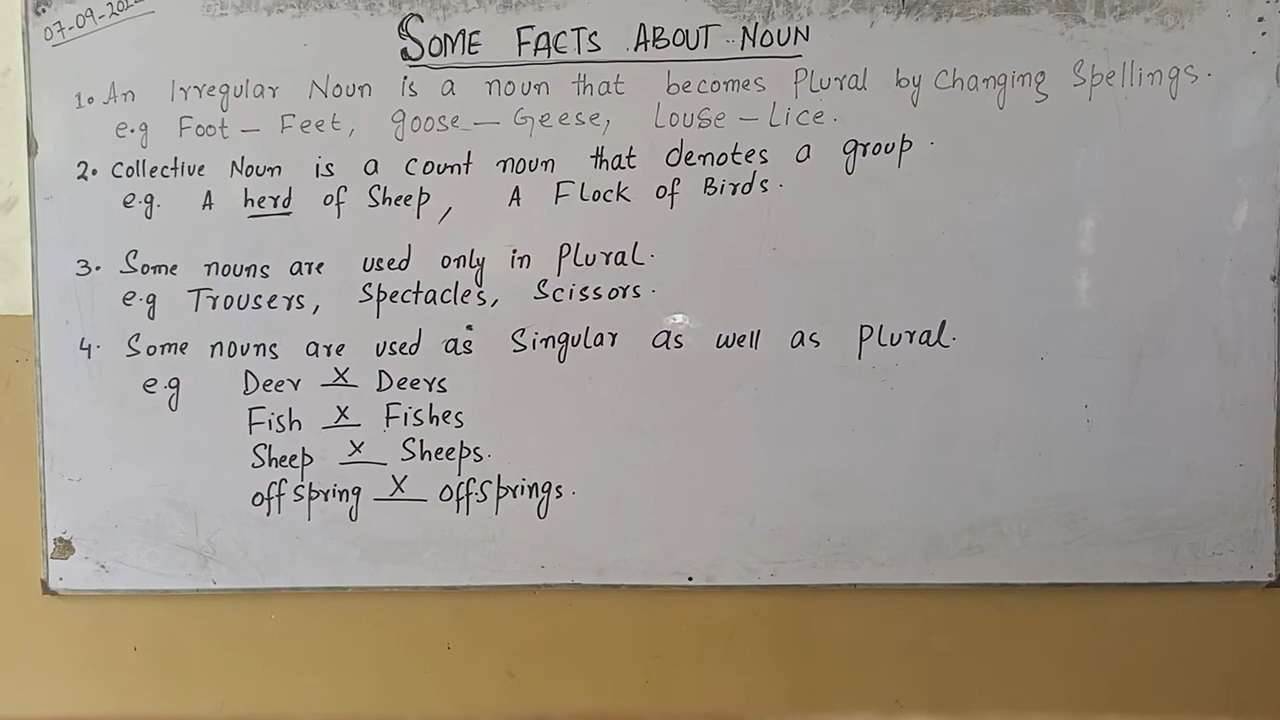 07-09-202
SOME FACTS ABOUT NOUN
1. An Irregular Noun is a noun that becomes Plural by Changing Spellings.
e.g Foot - Feet, goose - Geese, Louse - Lice.
2. Collective Noun is a count noun that denotes a group.
e.g. A herd of Sheep, A Flock of Birds.
3. Some nouns are used only in Plural.
e.g Trousers, Spectacles, Scissors.
4. Some nouns are used as Singular as well as Plural.
e.g Deer X Deers
Fish X Fishes
Sheep X Sheeps.
off spring X offsprings.